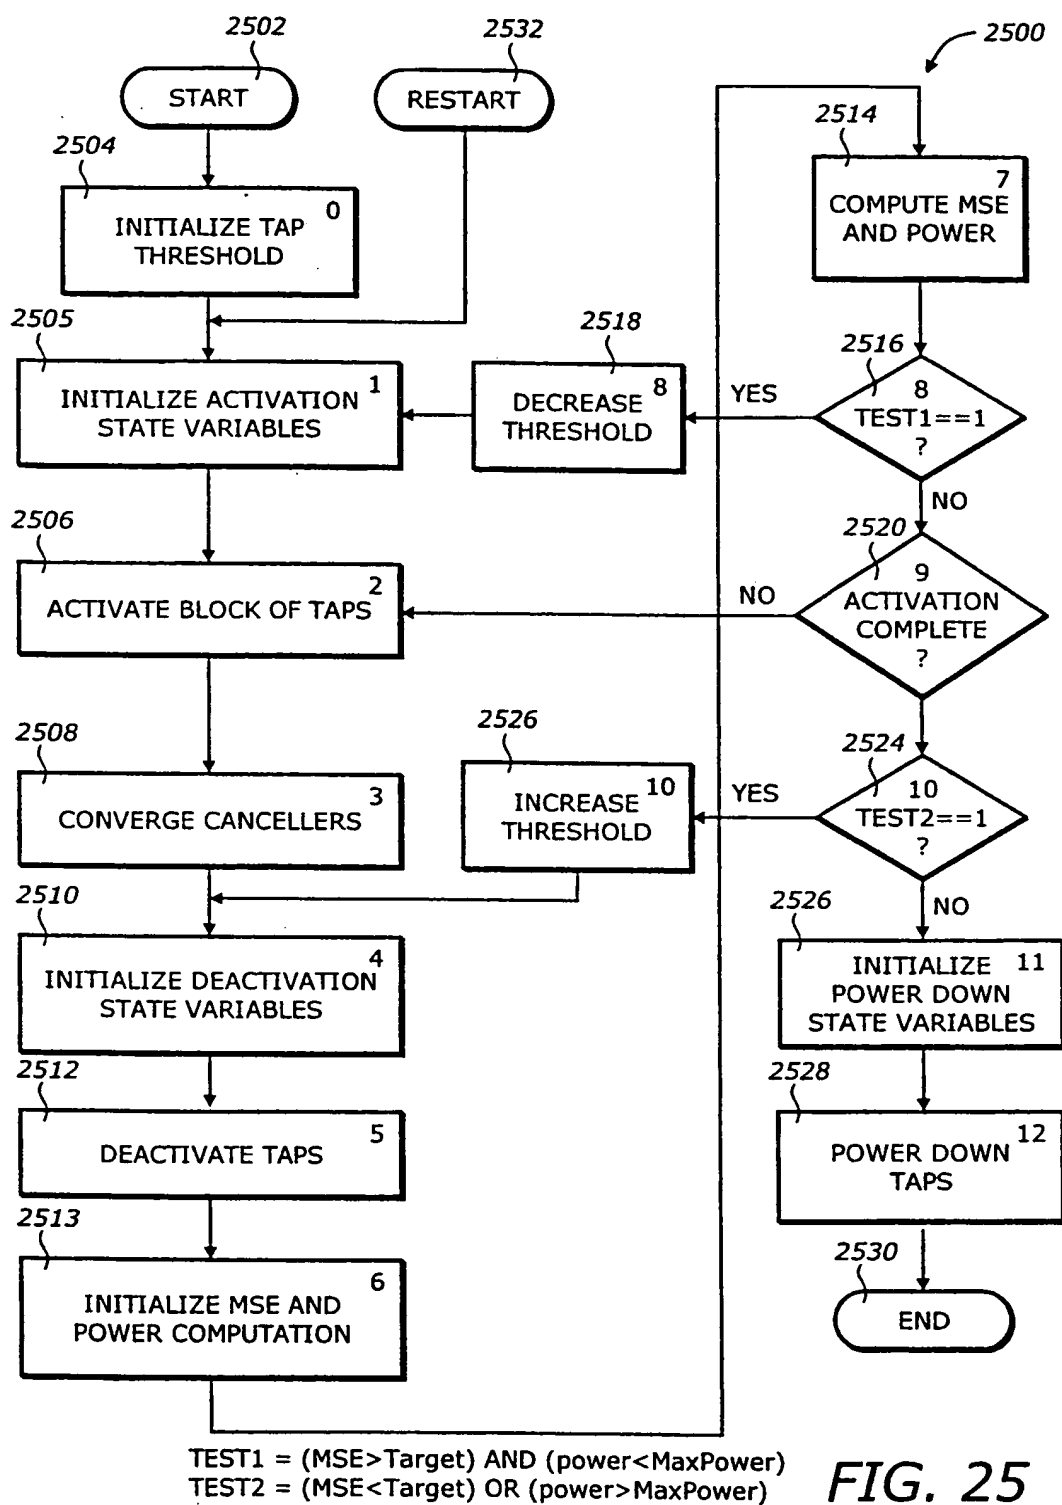 2502
START
2532
RESTART
2500
2504
0
INITIALIZE TAP
THRESHOLD
2514
7
COMPUTE MSE
AND POWER
2505
1
INITIALIZE ACTIVATION
STATE VARIABLES
2518
8
DECREASE
THRESHOLD
YES
2516
8
TEST1==1
?
NO
2506
2
ACTIVATE BLOCK OF TAPS
NO
2520
9
ACTIVATION
COMPLETE
?
2508
3
CONVERGE CANCELLERS
2526
10
INCREASE
THRESHOLD
YES
2524
10
TEST2==1
?
NO
2510
4
INITIALIZE DEACTIVATION
STATE VARIABLES
2526
11
INITIALIZE
POWER DOWN
STATE VARIABLES
2512
5
DEACTIVATE TAPS
2528
12
POWER DOWN
TAPS
2513
6
INITIALIZE MSE AND
POWER COMPUTATION
2530
END
TEST1 = (MSE>Target) AND (power<MaxPower)
TEST2 = (MSE<Target) OR (power>MaxPower)
FIG. 25